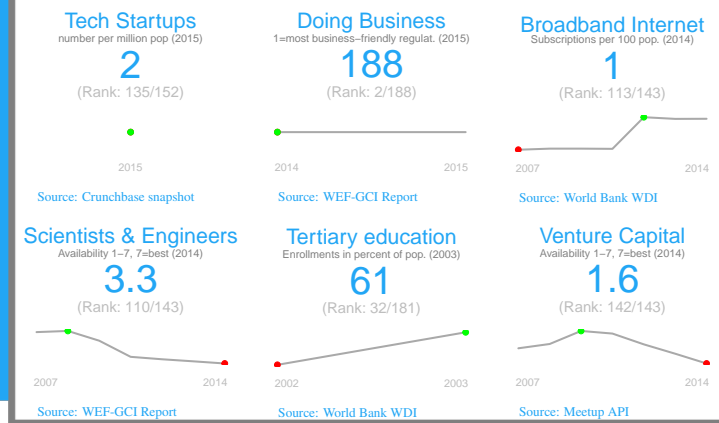 Tech Startups
number per million pop (2015)
2
(Rank: 135/152)
2015
Source: Crunchbase snapshot
Doing Business
1=most business−friendly regulat. (2015)
188
(Rank: 2/188)
2014 2015
Source: WEF-GCI Report
Broadband Internet
Subscriptions per 100 pop. (2014)
1
(Rank: 113/143)
2007 2014
Source: World Bank WDI
Scientists & Engineers
Availability 1−7, 7=best (2014)
3.3
(Rank: 110/143)
2007 2014
Source: WEF-GCI Report
Tertiary education
Enrollments in percent of pop. (2003)
61
(Rank: 32/181)
2002 2003
Source: World Bank WDI
Venture Capital
Availability 1−7, 7=best (2014)
1.6
(Rank: 142/143)
2007 2014
Source: Meetup API